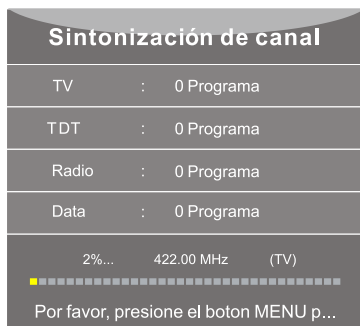 Sintonización de canal
TV : 0 Programa
TDT : 0 Programa
Radio : 0 Programa
Data : 0 Programa
2%... 422.00 MHz (TV)
Por favor, presione el boton MENU p...